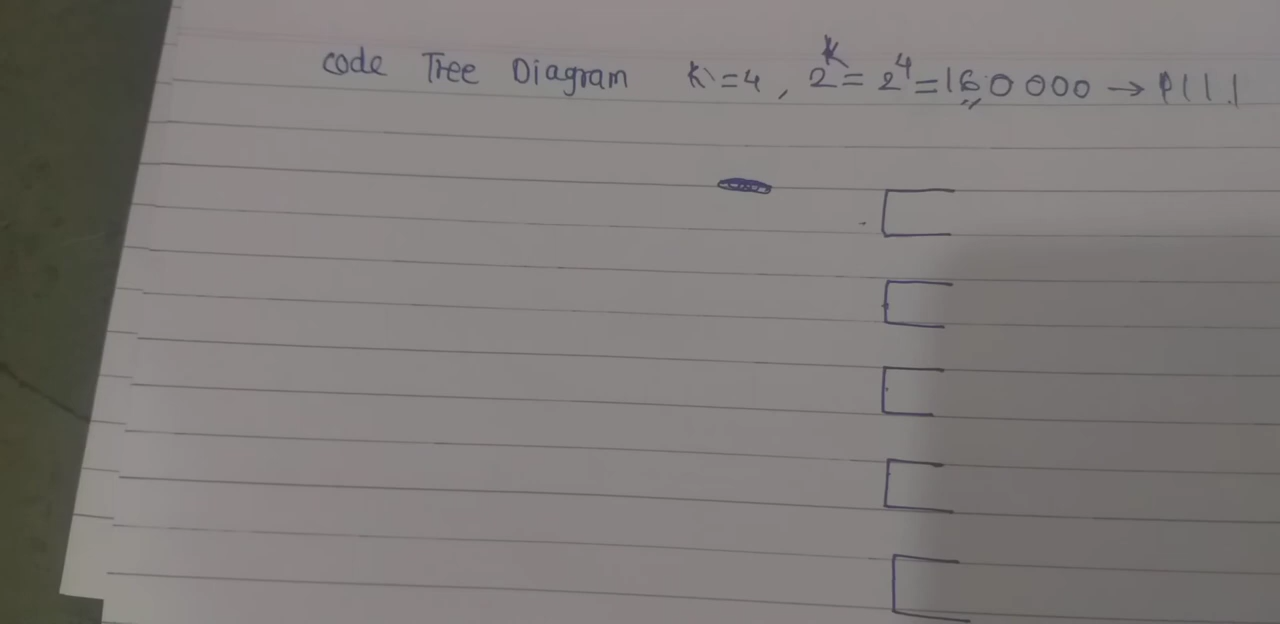 code Tree Diagram K=4, 2^K = 2^4 = 16, 0000 → 1111